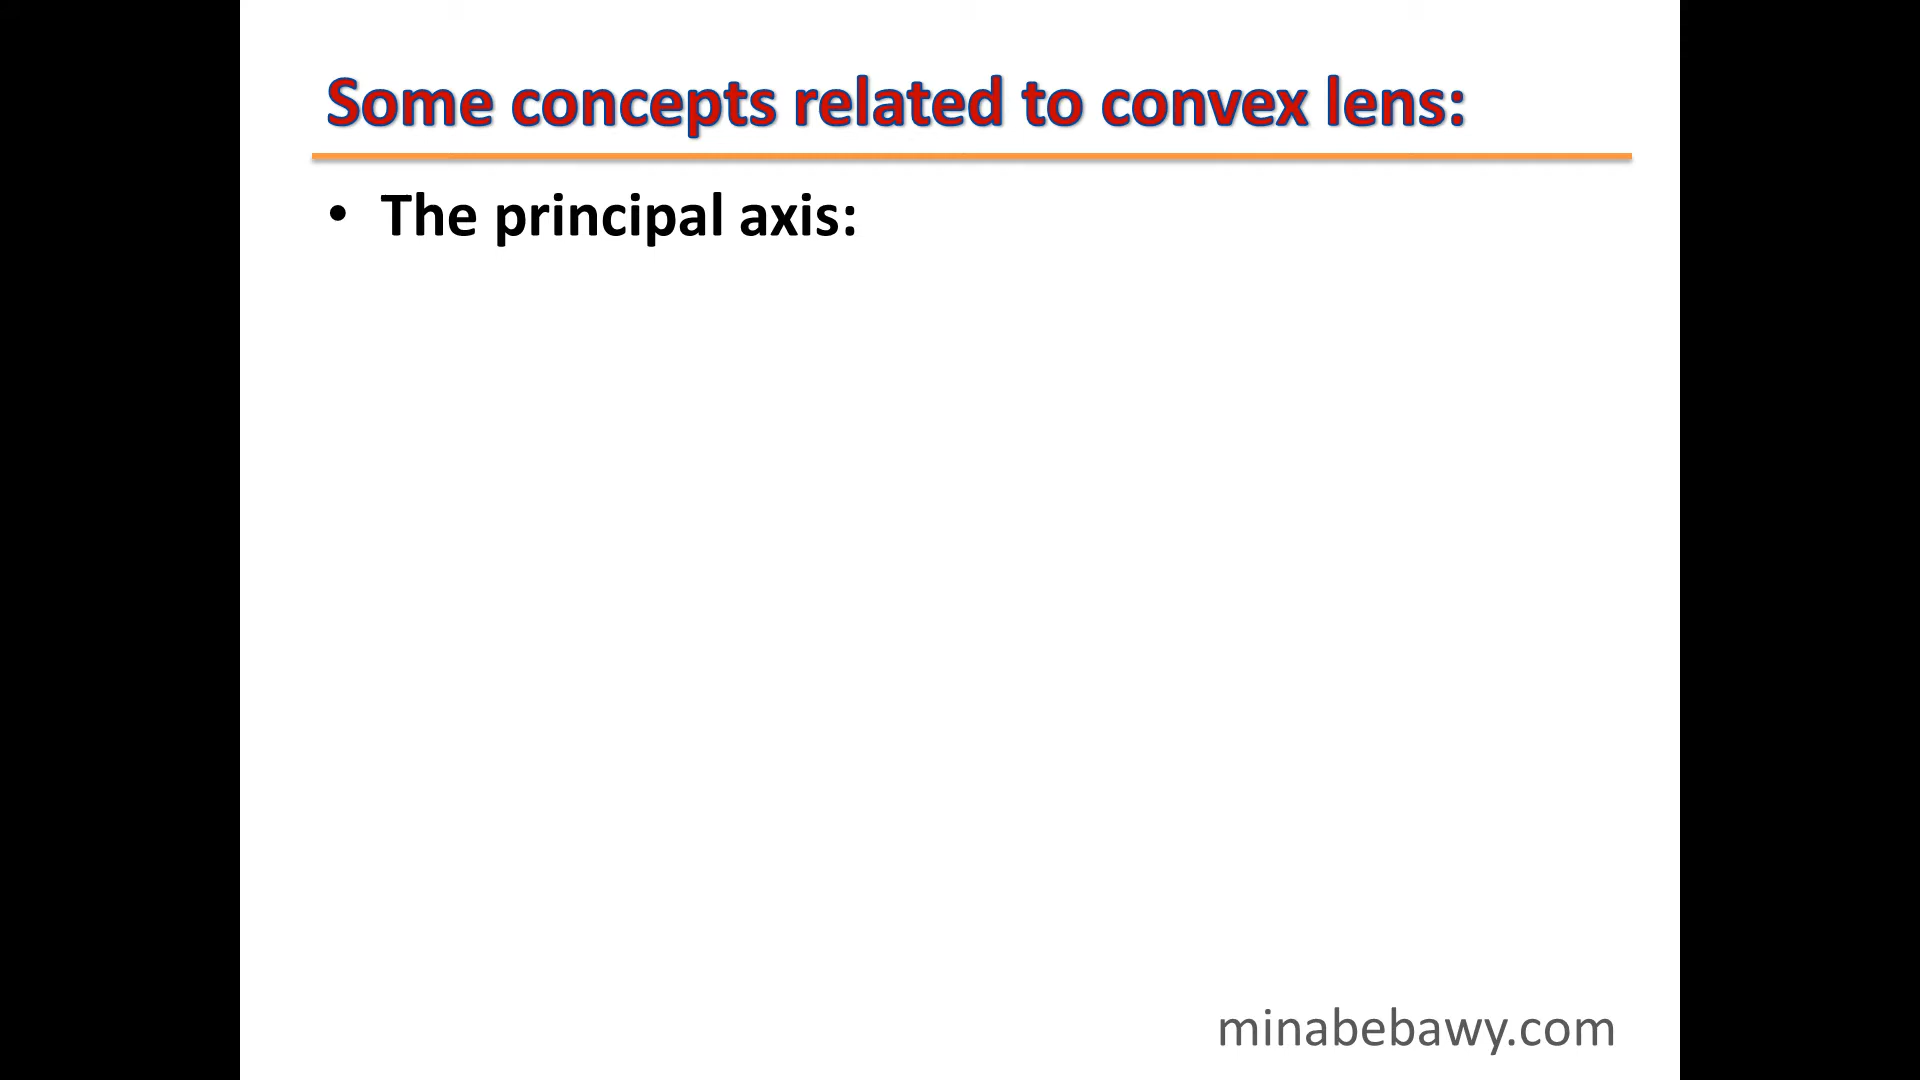 Some concepts related to convex lens:
• The principal axis:
minabebawy.com